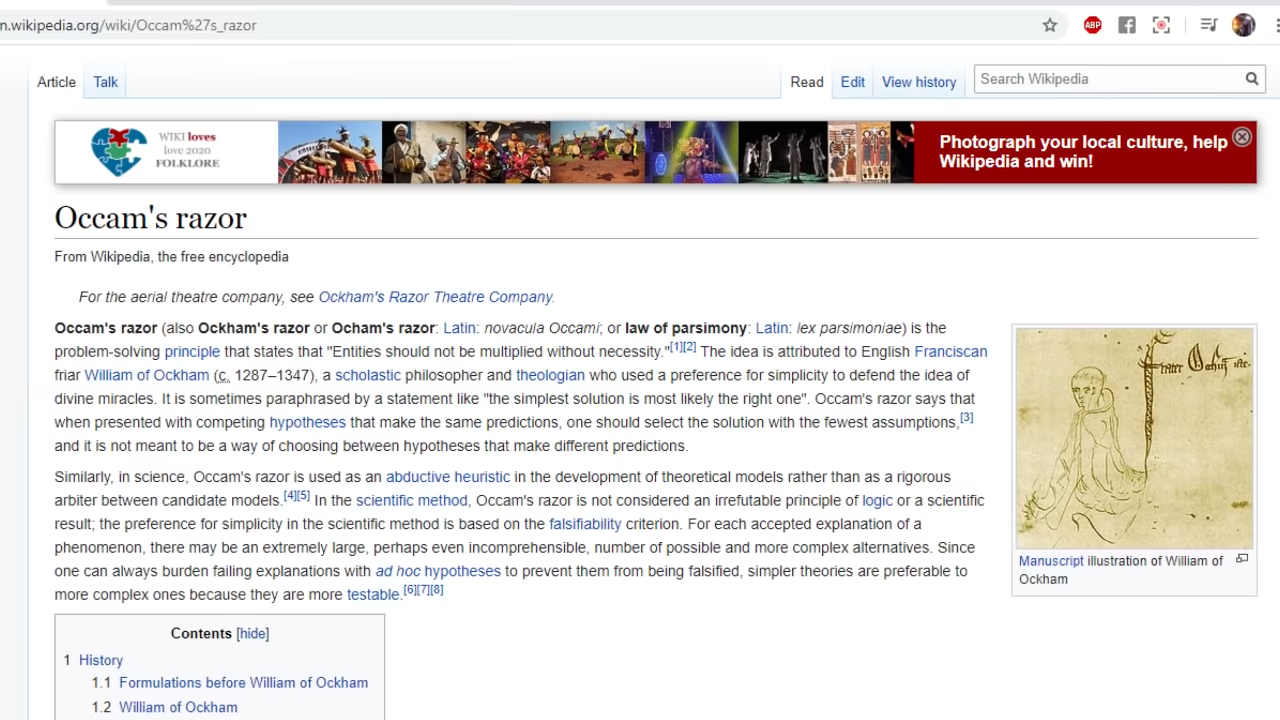 n.wikipedia.org/wiki/Occam%27s_razor
ABP
Article Talk
Read Edit View history
Search Wikipedia
WIKI loves
love 2020
FOLKLORE
Photograph your local culture, help
Wikipedia and win!
Occam's razor
From Wikipedia, the free encyclopedia
For the aerial theatre company, see Ockham's Razor Theatre Company.
Occam's razor (also Ockham's razor or Ocham's razor: Latin: novacula Occami; or law of parsimony: Latin: lex parsimoniae) is the
problem-solving principle that states that "Entities should not be multiplied without necessity."[1][2] The idea is attributed to English Franciscan
friar William of Ockham (c. 1287–1347), a scholastic philosopher and theologian who used a preference for simplicity to defend the idea of
divine miracles. It is sometimes paraphrased by a statement like "the simplest solution is most likely the right one". Occam's razor says that
when presented with competing hypotheses that make the same predictions, one should select the solution with the fewest assumptions,[3]
and it is not meant to be a way of choosing between hypotheses that make different predictions.
Similarly, in science, Occam's razor is used as an abductive heuristic in the development of theoretical models rather than as a rigorous
arbiter between candidate models.[4][5] In the scientific method, Occam's razor is not considered an irrefutable principle of logic or a scientific
result; the preference for simplicity in the scientific method is based on the falsifiability criterion. For each accepted explanation of a
phenomenon, there may be an extremely large, perhaps even incomprehensible, number of possible and more complex alternatives. Since
one can always burden failing explanations with ad hoc hypotheses to prevent them from being falsified, simpler theories are preferable to
more complex ones because they are more testable.[6][7][8]
Manuscript illustration of William of
Ockham
Contents [hide]
1 History
1.1 Formulations before William of Ockham
1.2 William of Ockham